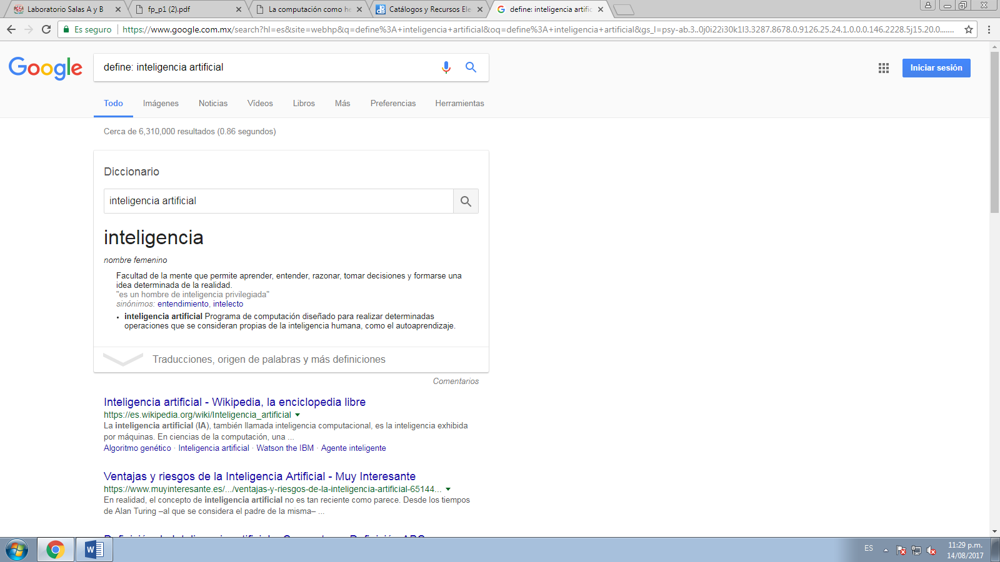 Laboratorio Salas A y B
fp_p1 (2).pdf
La computación como he
Catálogos y Recursos Ele
define: inteligencia artific
Es seguro
https://www.google.com.mx/search?hl=es&site=webhp&q=define%3A+inteligencia+artificial&oq=define%3A+inteligencia+artificial&gs_l=psy-ab.3..0j0i22i30k1l3.3287.8678.0.9126.25.24.1.0.0.0.146.2228.5j15.20.0.......
Google
define: inteligencia artificial
Iniciar sesión
Todo Imágenes Noticias Vídeos Libros Más Preferencias Herramientas
Cerca de 6,310,000 resultados (0.86 segundos)
Diccionario
inteligencia artificial
inteligencia
nombre femenino
Facultad de la mente que permite aprender, entender, razonar, tomar decisiones y formarse una
idea determinada de la realidad.
"es un hombre de inteligencia privilegiada"
sinónimos: entendimiento, intelecto
• inteligencia artificial Programa de computación diseñado para realizar determinadas
operaciones que se consideran propias de la inteligencia humana, como el autoaprendizaje.
Traducciones, origen de palabras y más definiciones
Comentarios
Inteligencia artificial - Wikipedia, la enciclopedia libre
https://es.wikipedia.org/wiki/Inteligencia_artificial
La inteligencia artificial (IA), también llamada inteligencia computacional, es la inteligencia exhibida
por máquinas. En ciencias de la computación, una ...
Algoritmo genético · Inteligencia artificial · Watson the IBM · Agente inteligente
Ventajas y riesgos de la Inteligencia Artificial - Muy Interesante
https://www.muyinteresante.es/.../ventajas-y-riesgos-de-la-inteligencia-artificial-65144...
En realidad, el concepto de inteligencia artificial no es tan reciente como parece. Desde los tiempos
de Alan Turing –al que se considera el padre de la misma– ...
W
ES
11:29 p.m.
14/08/2017